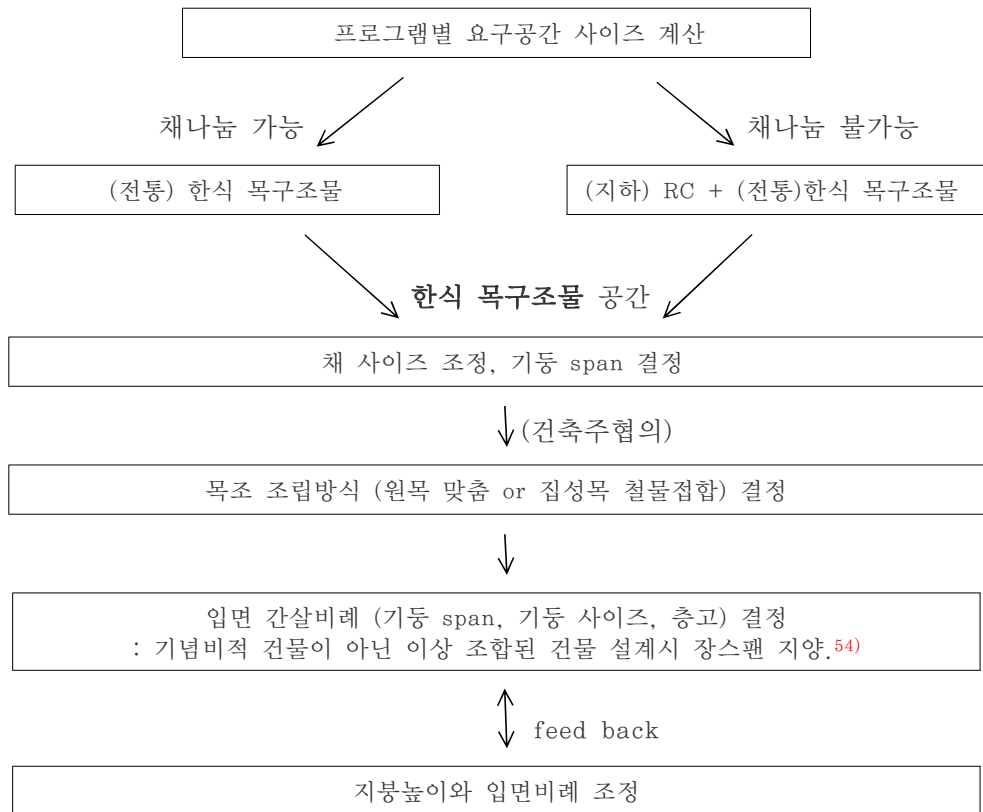 프로그램별 요구공간 사이즈 계산
채나눔 가능
채나눔 불가능
(전통) 한식 목구조물
(지하) RC + (전통)한식 목구조물
한식 목구조물 공간
채 사이즈 조정, 기둥 span 결정
(건축주협의)
목조 조립방식 (원목 맞춤 or 집성목 철물접합) 결정
입면 간살비례 (기둥 span, 기둥 사이즈, 층고) 결정
: 기념비적 건물이 아닌 이상 조합된 건물 설계시 장스팬 지양.54)
feed back
지붕높이와 입면비례 조정